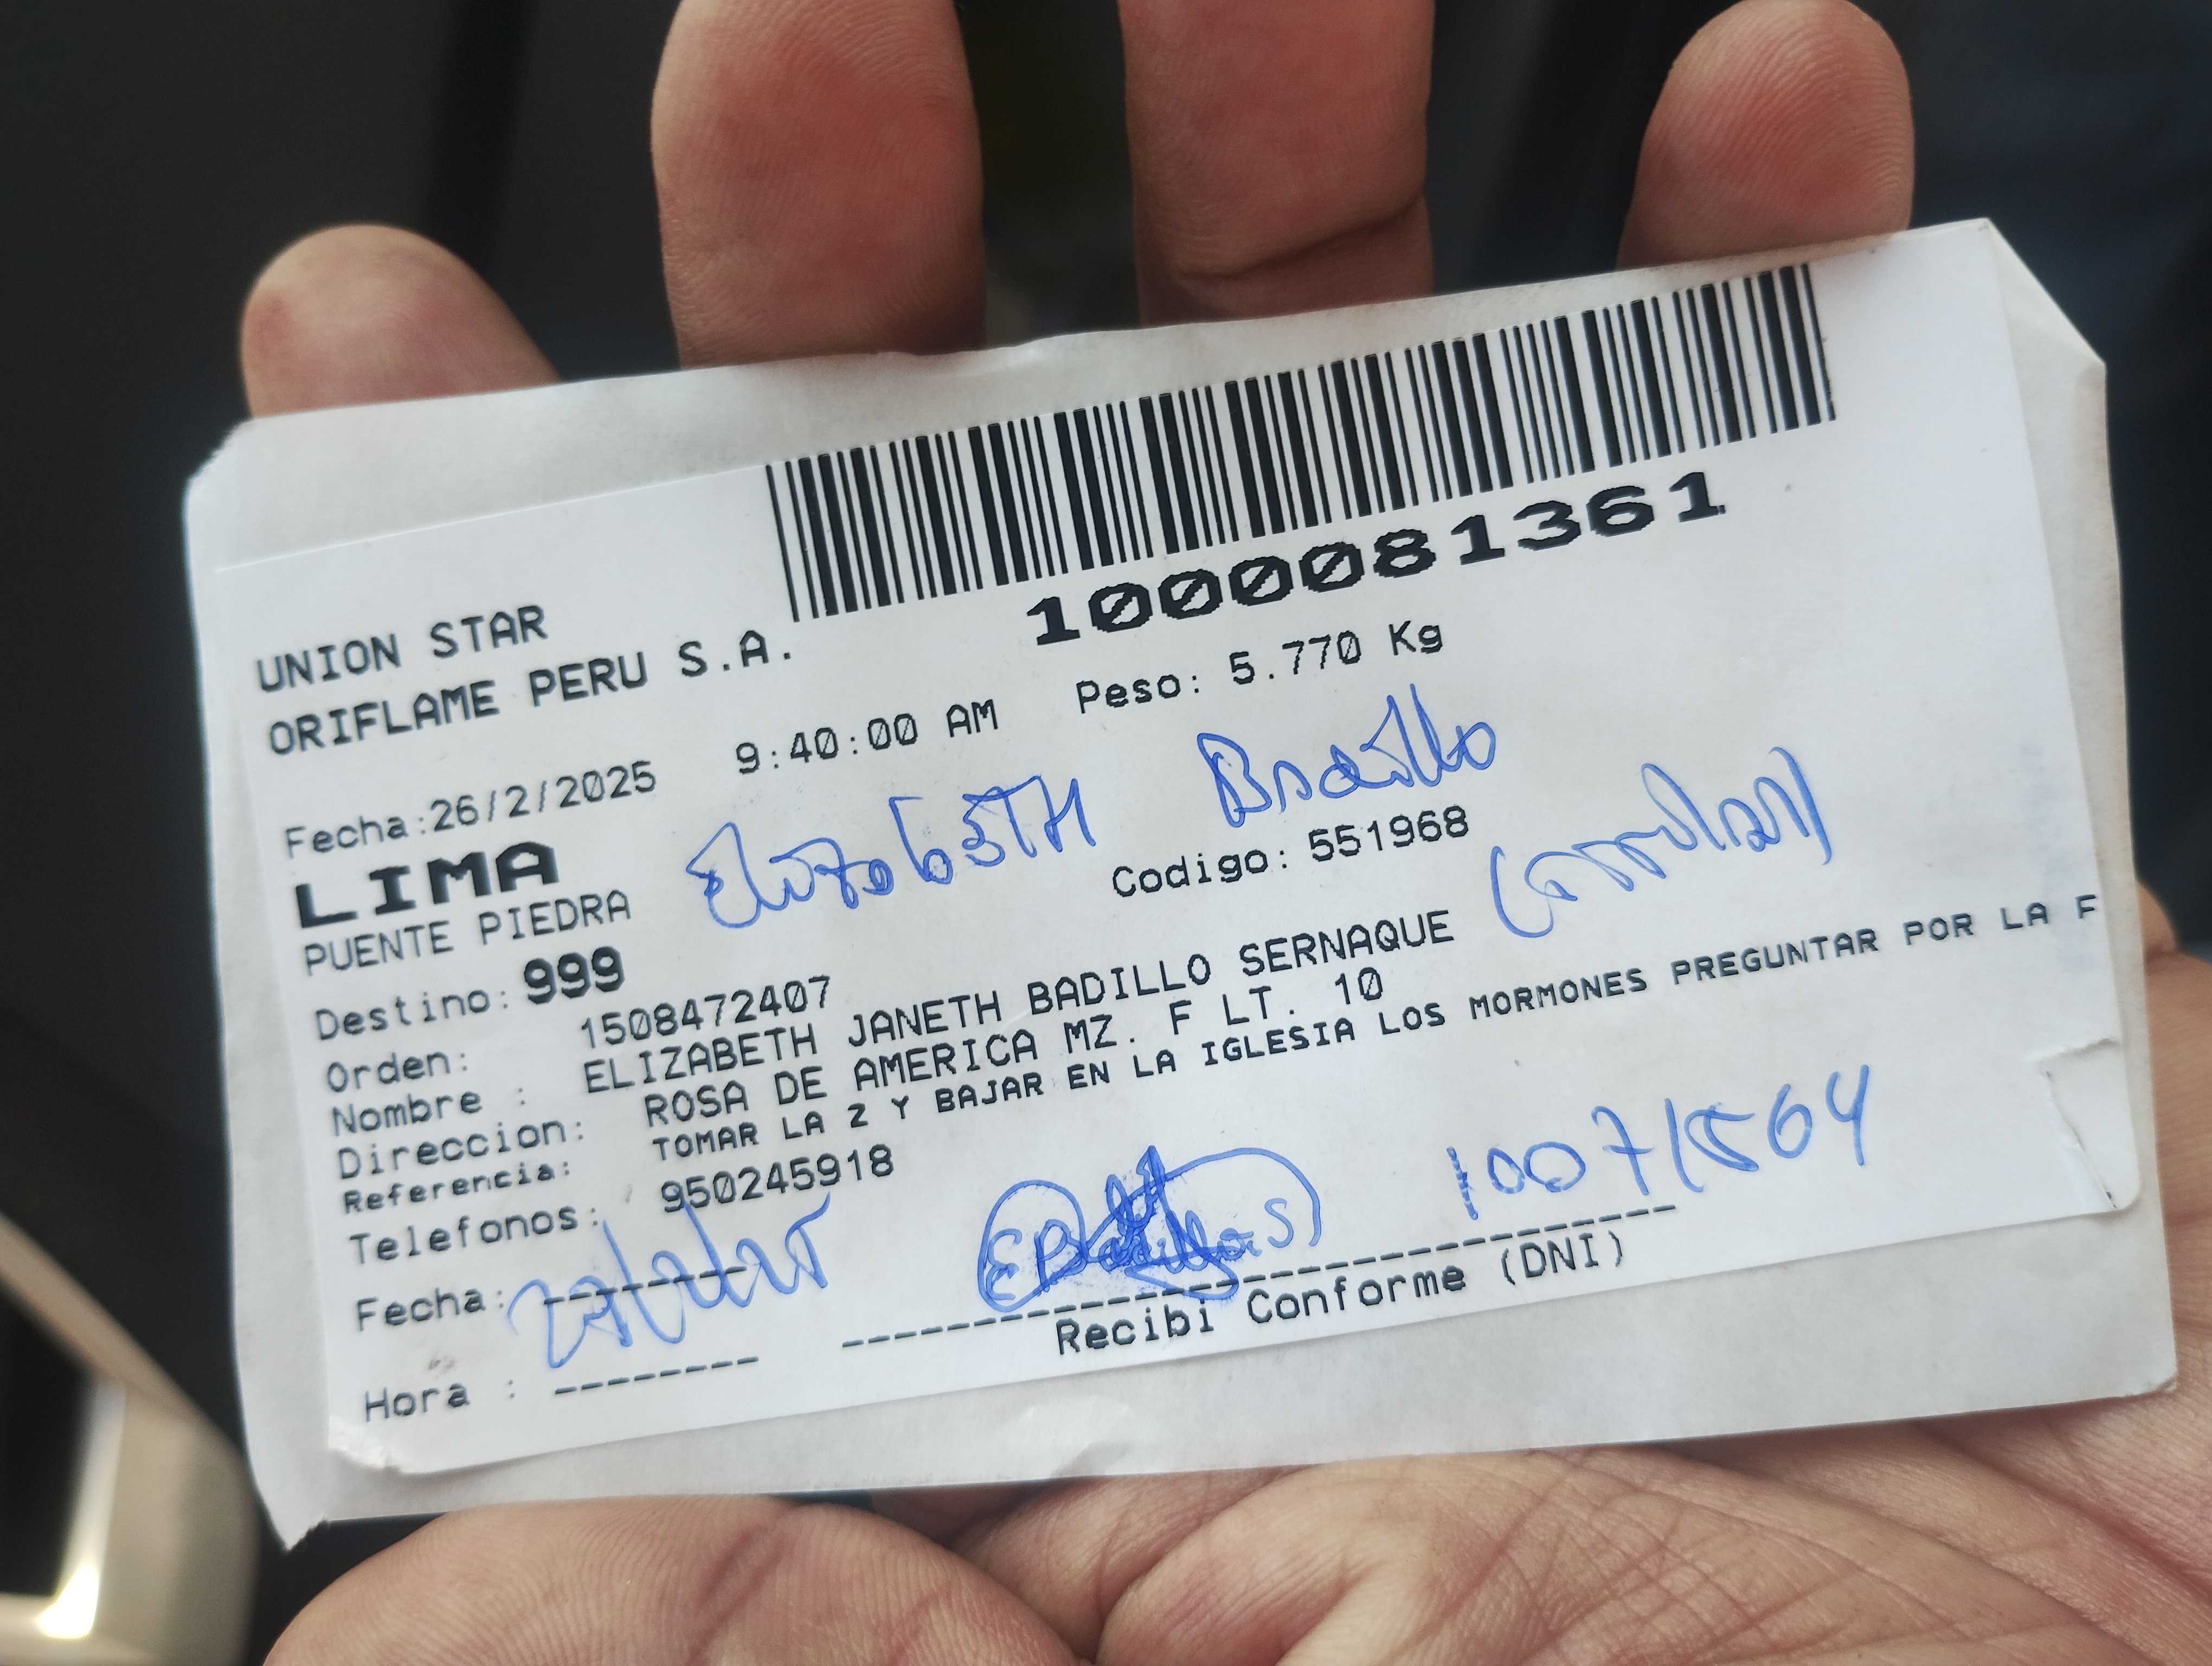 1000081361
UNION STAR
ORIFLAME PERU S.A.
Fecha:26/2/2025 9:40:00 AM Peso: 5.770 Kg
LIMA
ElizabETH Badillo
PUENTE PIEDRA Codigo: 551968
(Titular)
Destino: 999
Orden: 1508472407
Nombre : ELIZABETH JANETH BADILLO SERNAQUE
Direccion: ROSA DE AMERICA MZ. F LT. 10
Referencia: TOMAR LA Z Y BAJAR EN LA IGLESIA LOS MORMONES PREGUNTAR POR LA F
Telefonos: 950245918
Fecha:
10071564
Hora :
Recibi Conforme (DNI)